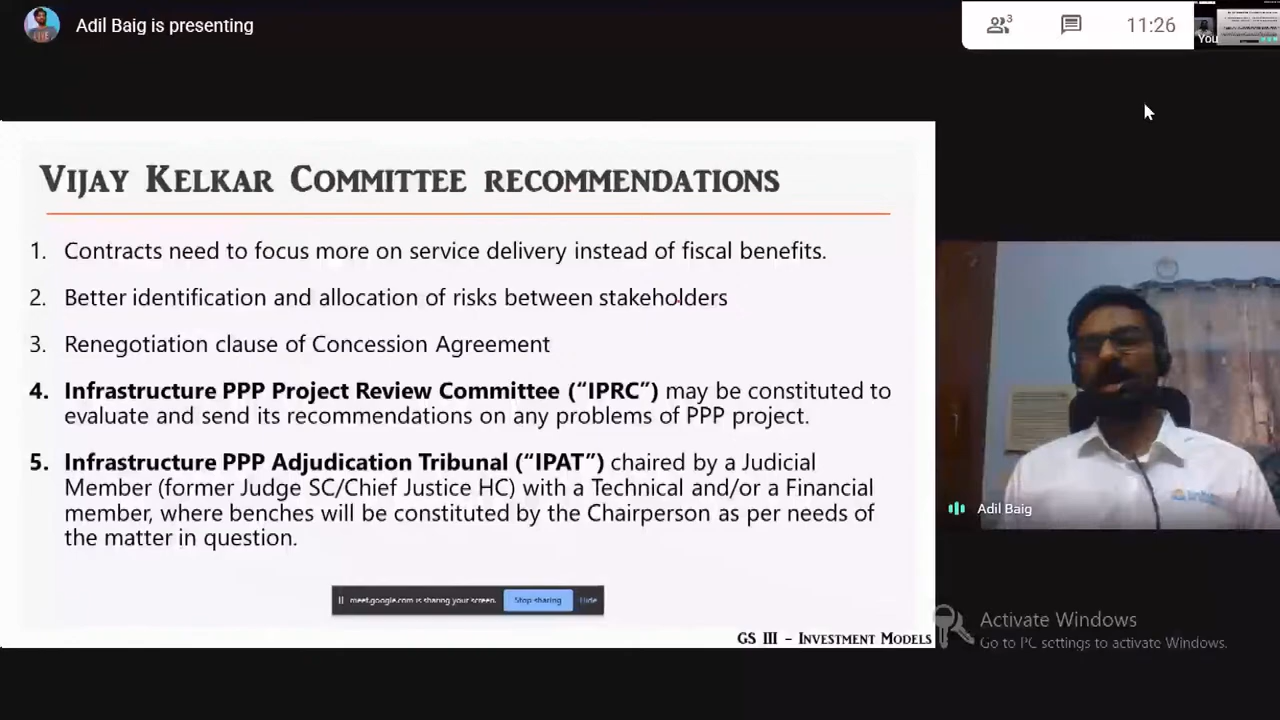 Adil Baig is presenting
3
11:26
You
Vijay Kelkar Committee recommendations
1. Contracts need to focus more on service delivery instead of fiscal benefits.
2. Better identification and allocation of risks between stakeholders
3. Renegotiation clause of Concession Agreement
4. Infrastructure PPP Project Review Committee (“IPRC”) may be constituted to
evaluate and send its recommendations on any problems of PPP project.
5. Infrastructure PPP Adjudication Tribunal (“IPAT”) chaired by a Judicial
Member (former Judge SC/Chief Justice HC) with a Technical and/or a Financial
member, where benches will be constituted by the Chairperson as per needs of
the matter in question.
meet.google.com is sharing your screen. Stop sharing Hide
GS III – Investment Models
Adil Baig
Activate Windows
Go to PC settings to activate Windows.